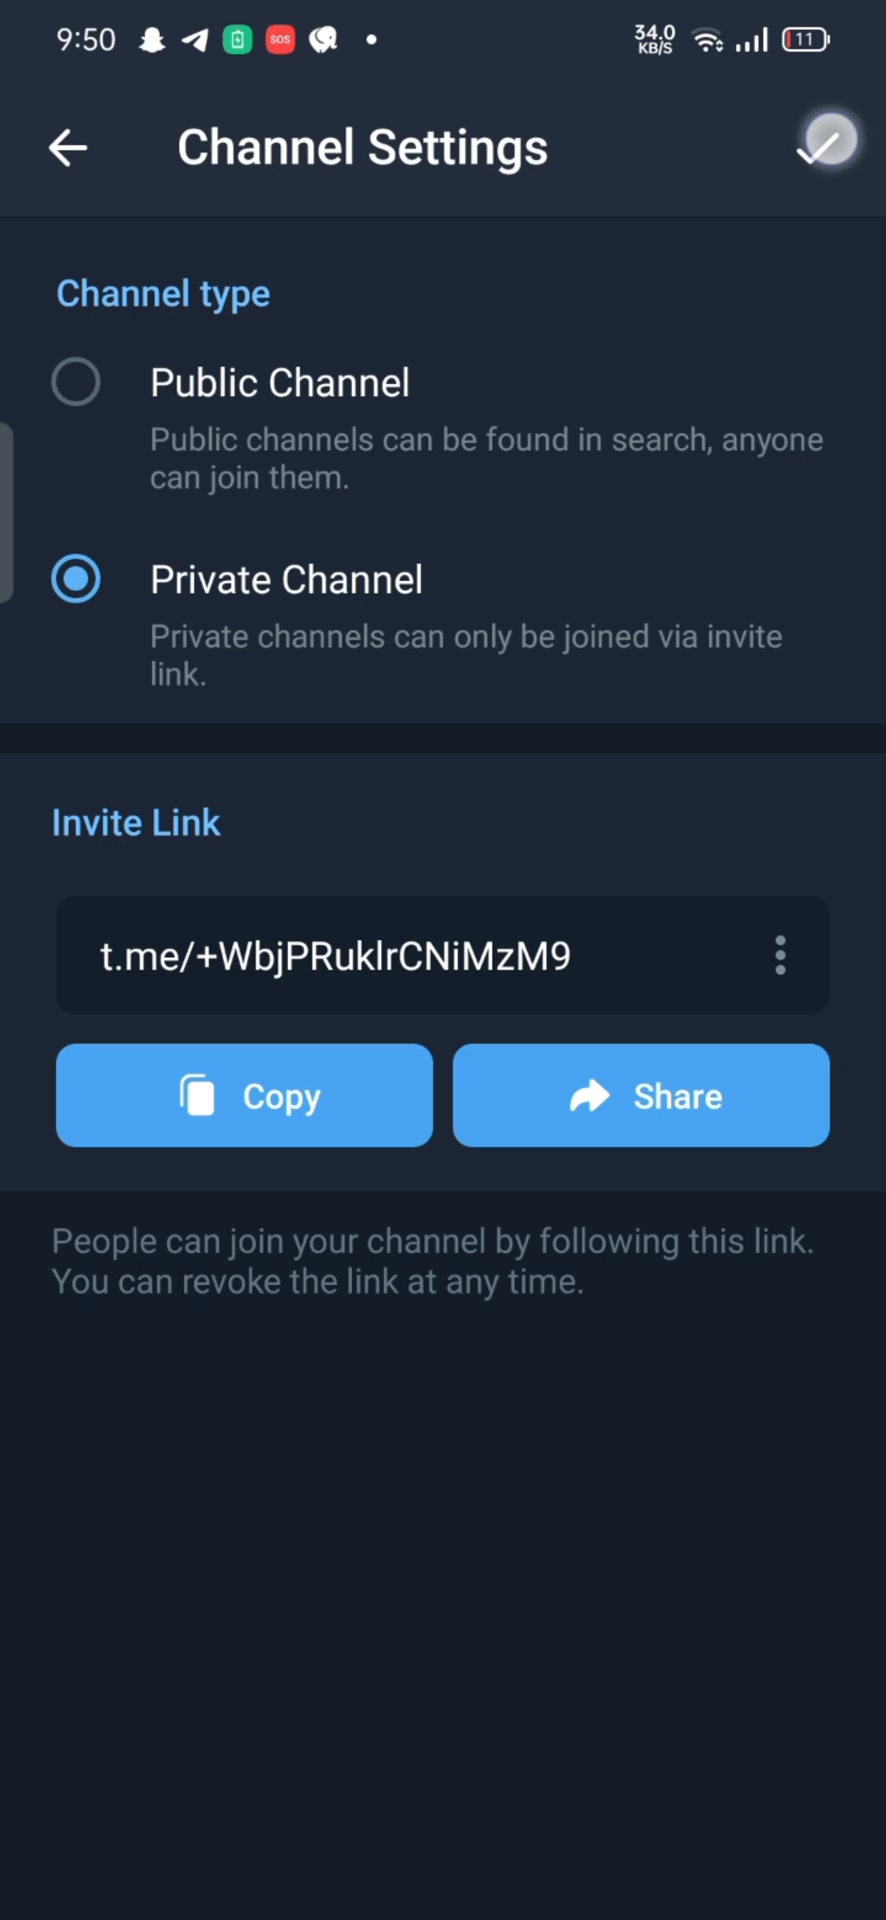 9:50
SOS
34.0
KB/S
11
Channel Settings
Channel type
Public Channel
Public channels can be found in search, anyone
can join them.
Private Channel
Private channels can only be joined via invite
link.
Invite Link
t.me/+WbjPRuklrCNiMzM9
Copy
Share
People can join your channel by following this link.
You can revoke the link at any time.